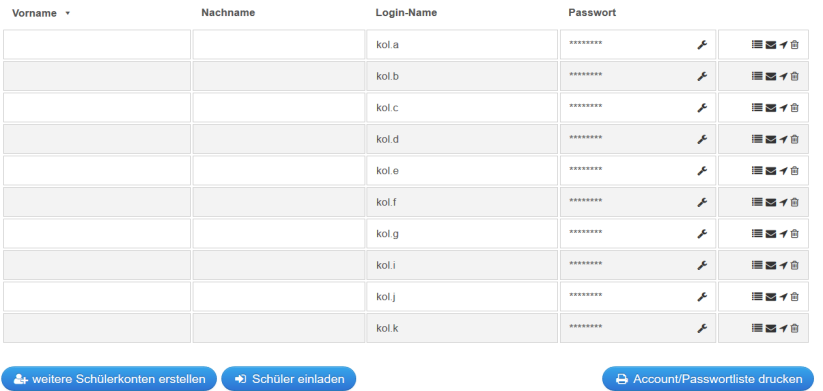 Vorname Nachname Login-Name Passwort
kol.a ********
kol.b ********
kol.c ********
kol.d ********
kol.e ********
kol.f ********
kol.g ********
kol.i ********
kol.j ********
kol.k ********
weitere Schülerkonten erstellen Schüler einladen Account/Passwortliste drucken